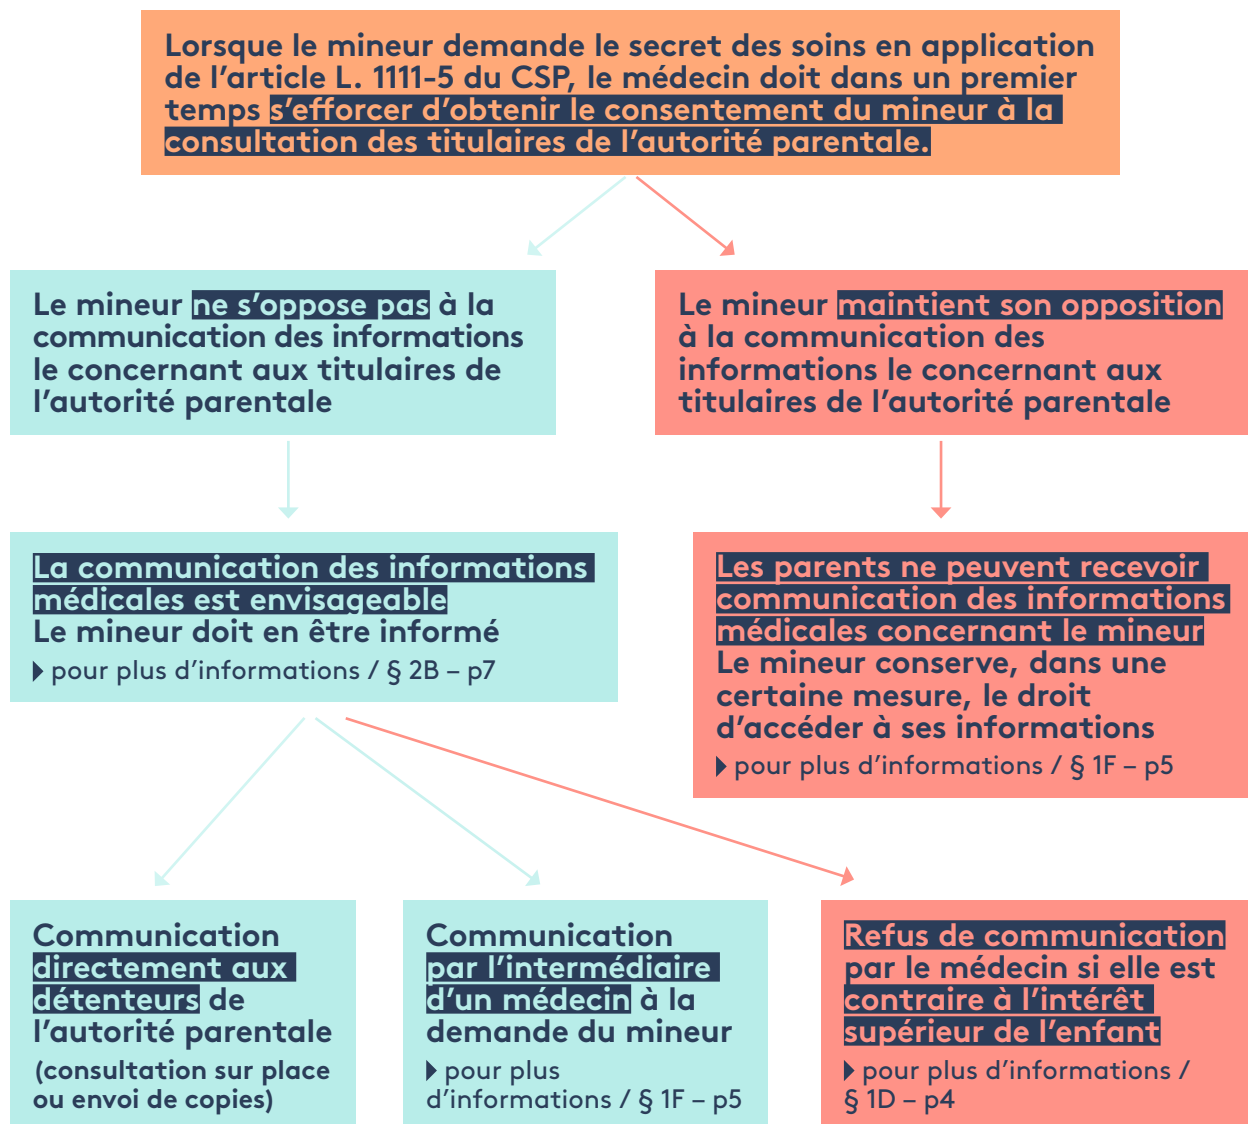 Lorsque le mineur demande le secret des soins en application
de l’article L. 1111-5 du CSP, le médecin doit dans un premier
temps s’efforcer d’obtenir le consentement du mineur à la
consultation des titulaires de l’autorité parentale.
Le mineur ne s’oppose pas à la
communication des informations
le concernant aux titulaires de
l’autorité parentale
Le mineur maintient son opposition
à la communication des
informations le concernant aux
titulaires de l’autorité parentale
La communication des informations
médicales est envisageable
Le mineur doit en être informé
pour plus d’informations / § 2B – p7
Les parents ne peuvent recevoir
communication des informations
médicales concernant le mineur
Le mineur conserve, dans une
certaine mesure, le droit
d’accéder à ses informations
pour plus d’informations / § 1F – p5
Communication
directement aux
détenteurs de
l’autorité parentale
(consultation sur place
ou envoi de copies)
Communication
par l’intermédiaire
d’un médecin à la
demande du mineur
pour plus
d’informations / § 1F – p5
Refus de communication
par le médecin si elle est
contraire à l’intérêt
supérieur de l’enfant
pour plus d’informations /
§ 1D – p4